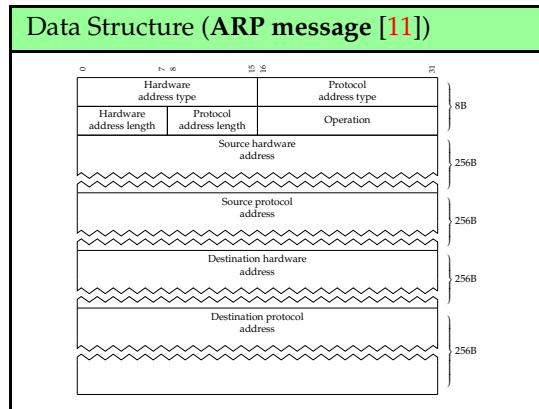 Data Structure (ARP message [11])
0 7 8 15 16 31
Hardware address type
Protocol address type
8B
Hardware address length
Protocol address length
Operation
Source hardware address
256B
Source protocol address
256B
Destination hardware address
256B
Destination protocol address
256B